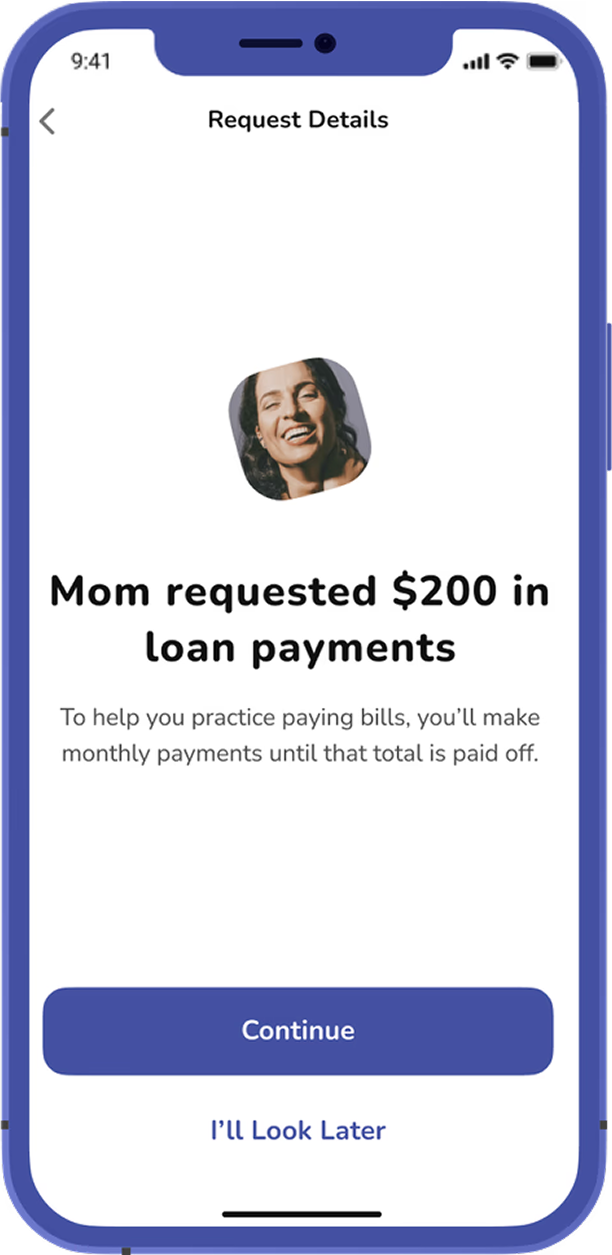 9:41
Request Details
Mom requested $200 in
loan payments
To help you practice paying bills, you’ll make
monthly payments until that total is paid off.
Continue
I’ll Look Later